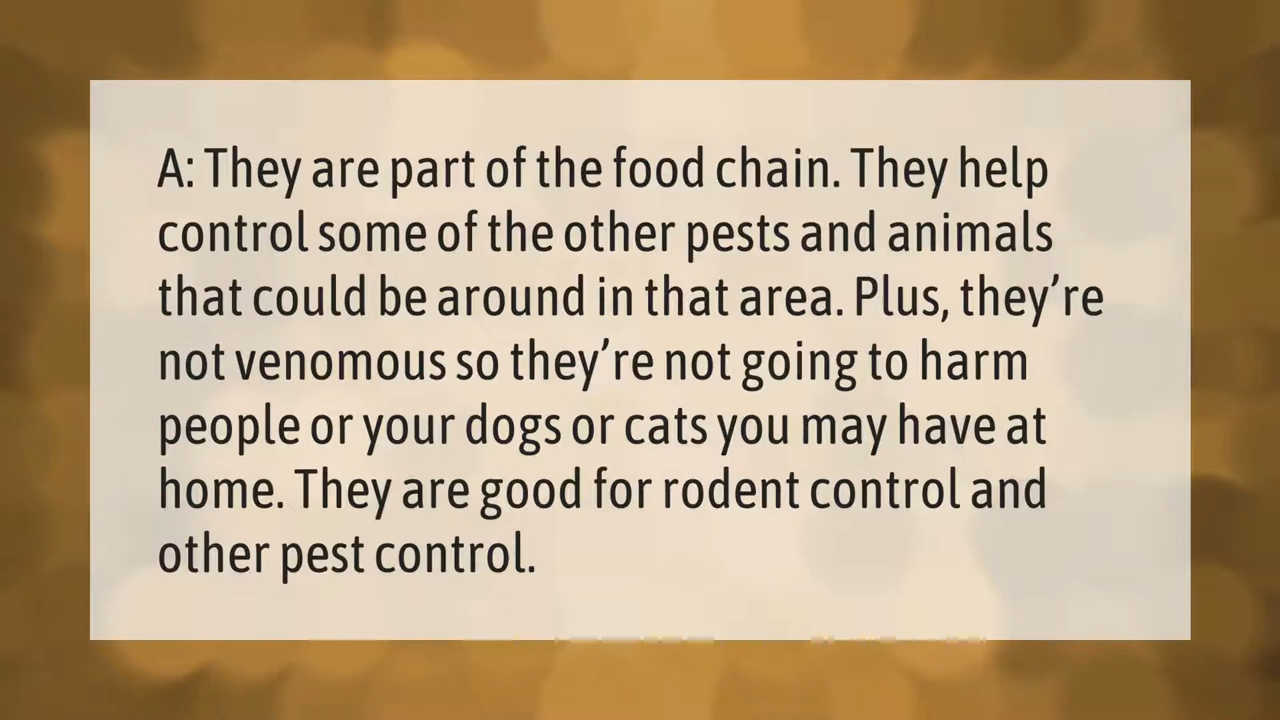 A: They are part of the food chain. They help
control some of the other pests and animals
that could be around in that area. Plus, they’re
not venomous so they’re not going to harm
people or your dogs or cats you may have at
home. They are good for rodent control and
other pest control.